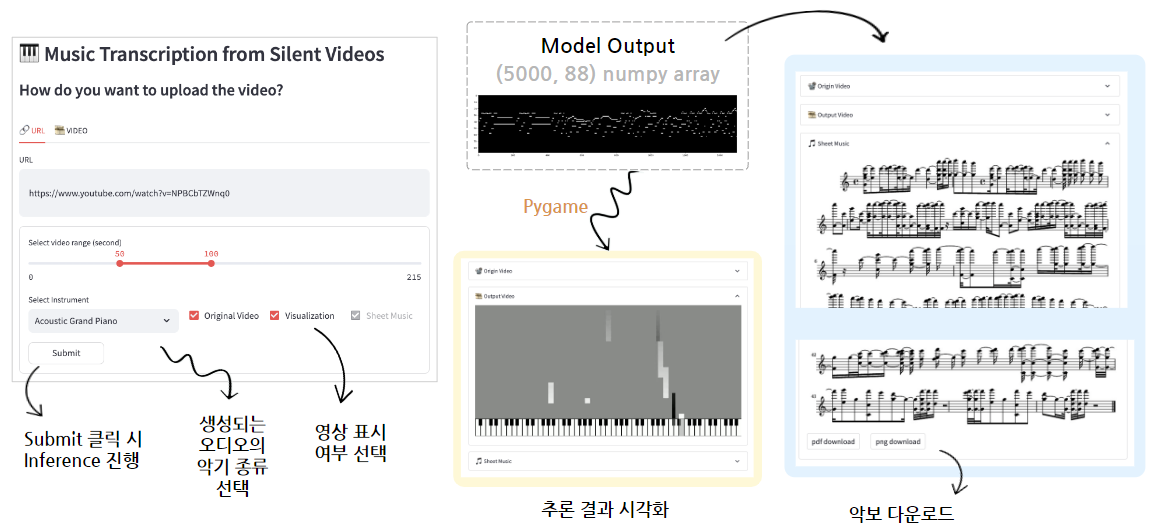 Music Transcription from Silent Videos
How do you want to upload the video?
URL
VIDEO
URL
https://www.youtube.com/watch?v=NPBCbTZWnq0
Select video range (second)
50
100
0
215
Select Instrument
Acoustic Grand Piano
Original Video
Visualization
Sheet Music
Submit
Submit 클릭 시
Inference 진행
생성되는
오디오의
악기 종류
선택
영상 표시
여부 선택
Model Output
(5000, 88) numpy array
Pygame
Origin Video
Output Video
Sheet Music
추론 결과 시각화
Origin Video
Output Video
Sheet Music
pdf download
png download
악보 다운로드